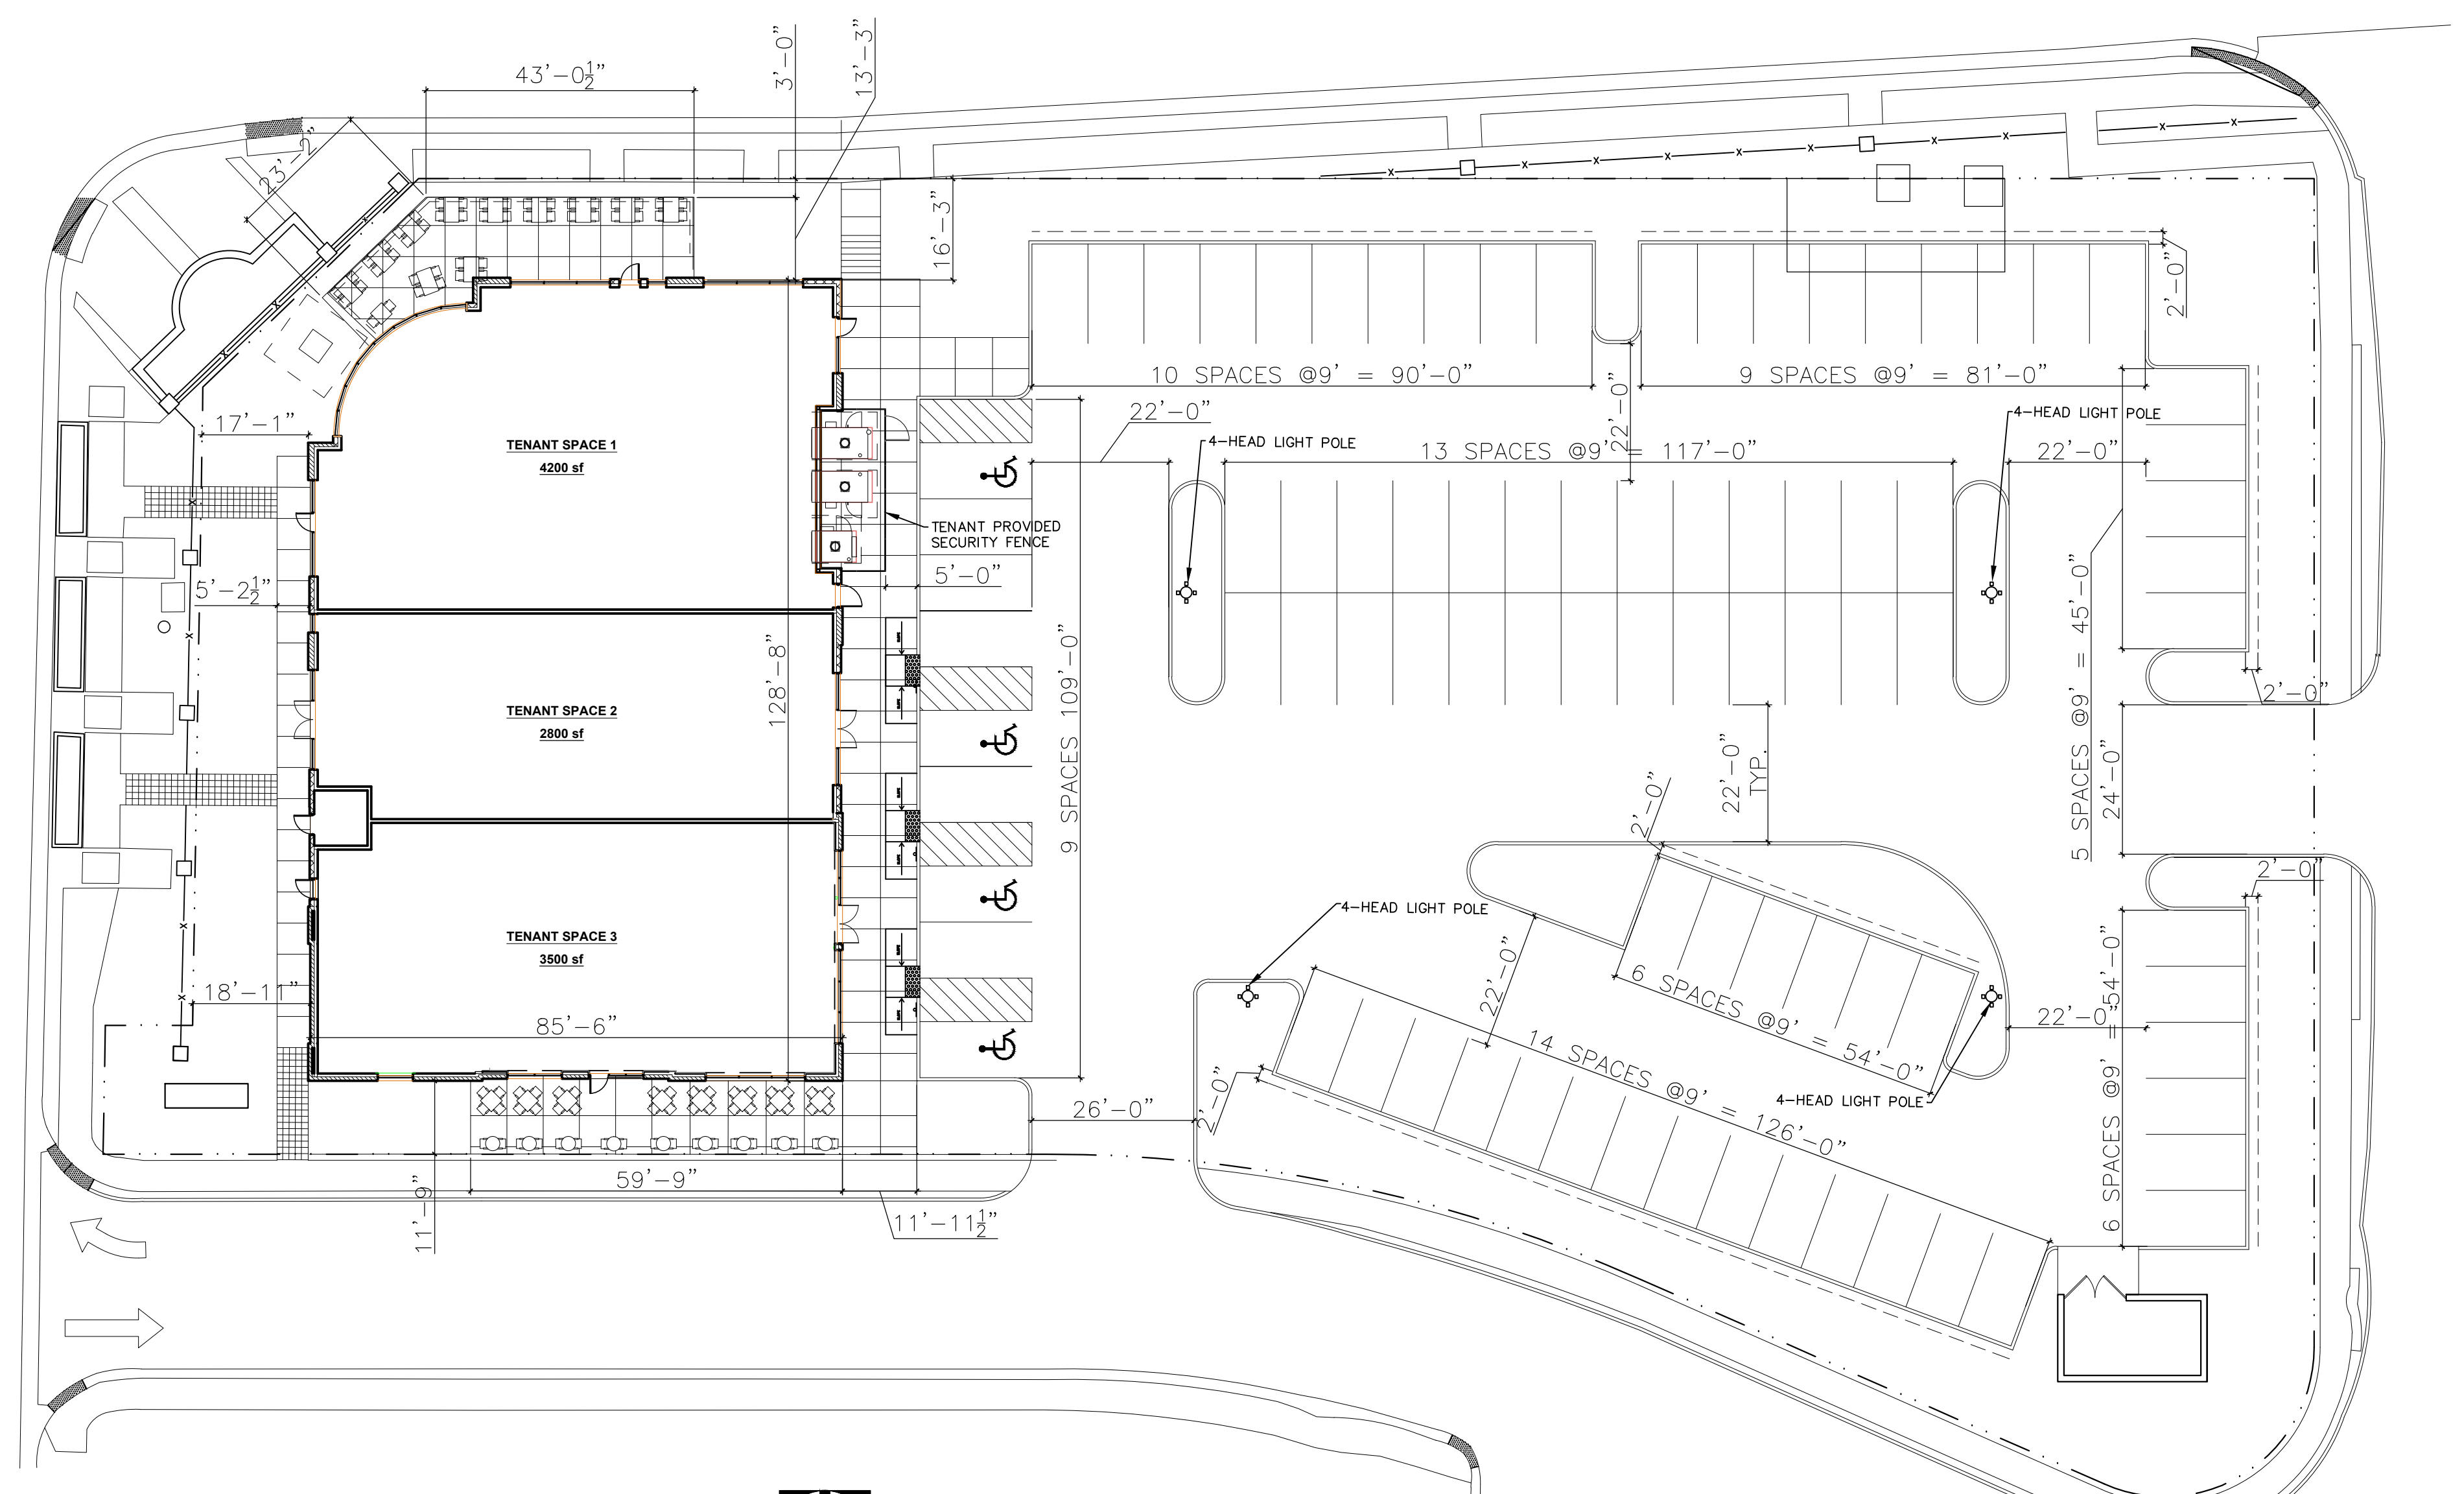 43'-0½"
3'-0"
13'-3"
23'-2"
16'-3"
2'-0"
10 SPACES @9' = 90'-0"
9 SPACES @9' = 81'-0"
22'-0"
22'-0"
4-HEAD LIGHT POLE
4-HEAD LIGHT POLE
17'-1"
TENANT SPACE 1
4200 sf
13 SPACES @9' = 117'-0"
22'-0"
TENANT PROVIDED
SECURITY FENCE
5'-0"
5'-2½"
5 SPACES @9' = 45'-0"
128'-8"
9 SPACES 109'-0"
TENANT SPACE 2
2800 sf
2'-0"
22'-0"
TYP.
24'-0"
2'-0"
2'-0"
4-HEAD LIGHT POLE
TENANT SPACE 3
3500 sf
22'-0"
6 SPACES @9' = 54'-0"
6 SPACES @9' = 54'-0"
18'-11"
85'-6"
22'-0"
14 SPACES @9' = 126'-0"
4-HEAD LIGHT POLE
26'-0"
2'-0"
59'-9"
11'-9"
11'-11½"